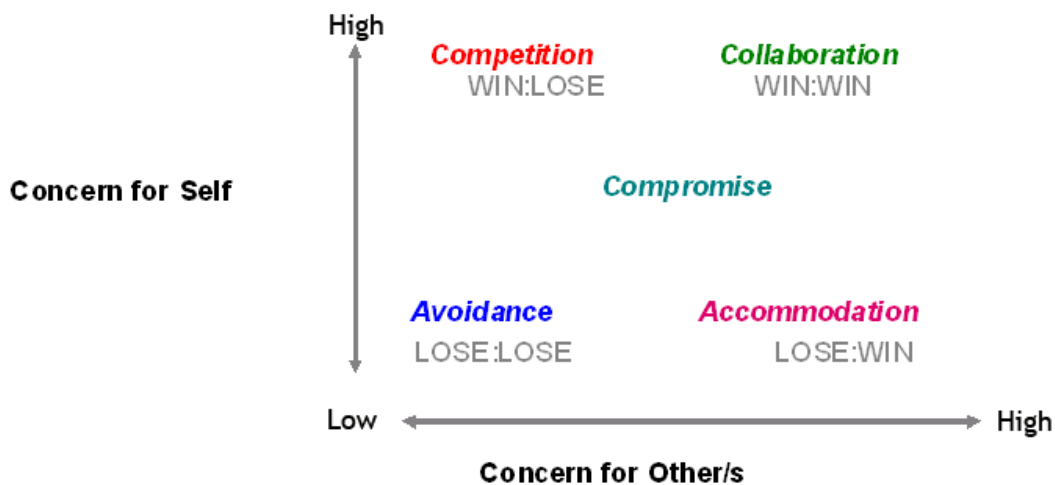 High
Competition
Collaboration
WIN:LOSE
WIN:WIN
Concern for Self
Compromise
Avoidance
Accommodation
LOSE:LOSE
LOSE:WIN
Low
High
Concern for Other/s